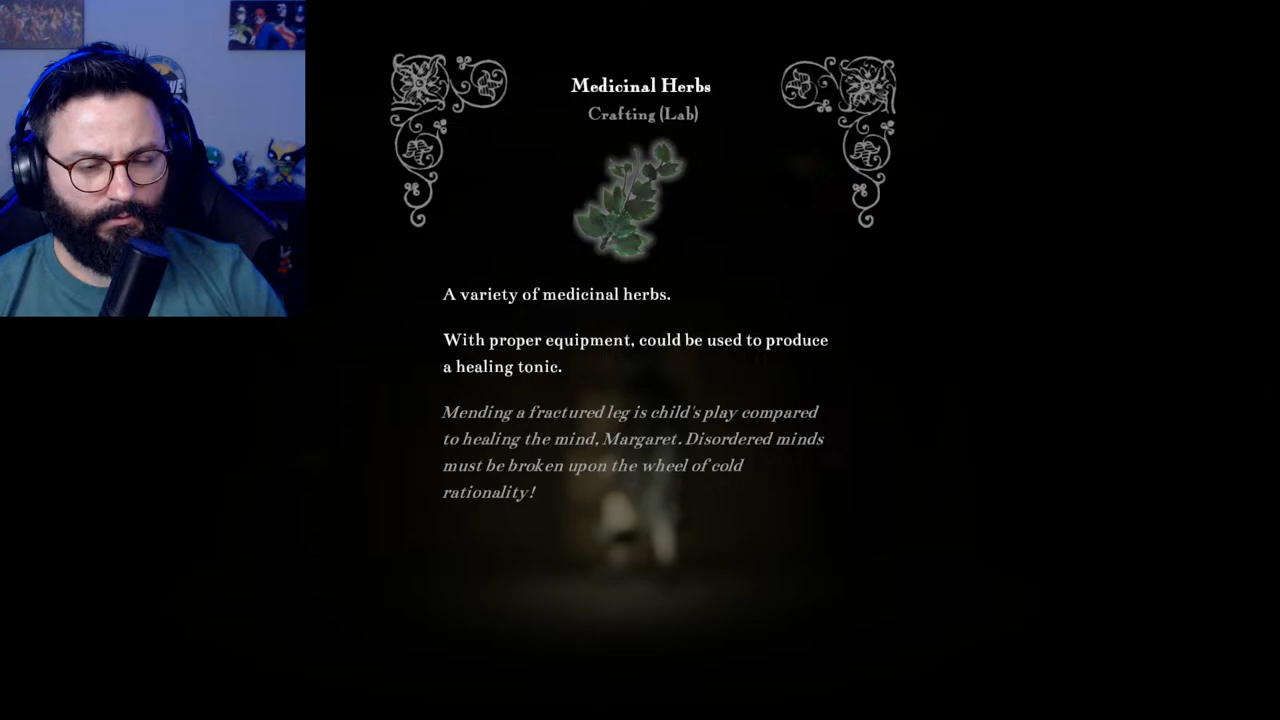 Medicinal Herbs
Crafting (Lab)
A variety of medicinal herbs.
With proper equipment, could be used to produce
a healing tonic.
Mending a fractured leg is child's play compared
to healing the mind, Margaret. Disordered minds
must be broken upon the wheel of cold
rationality!